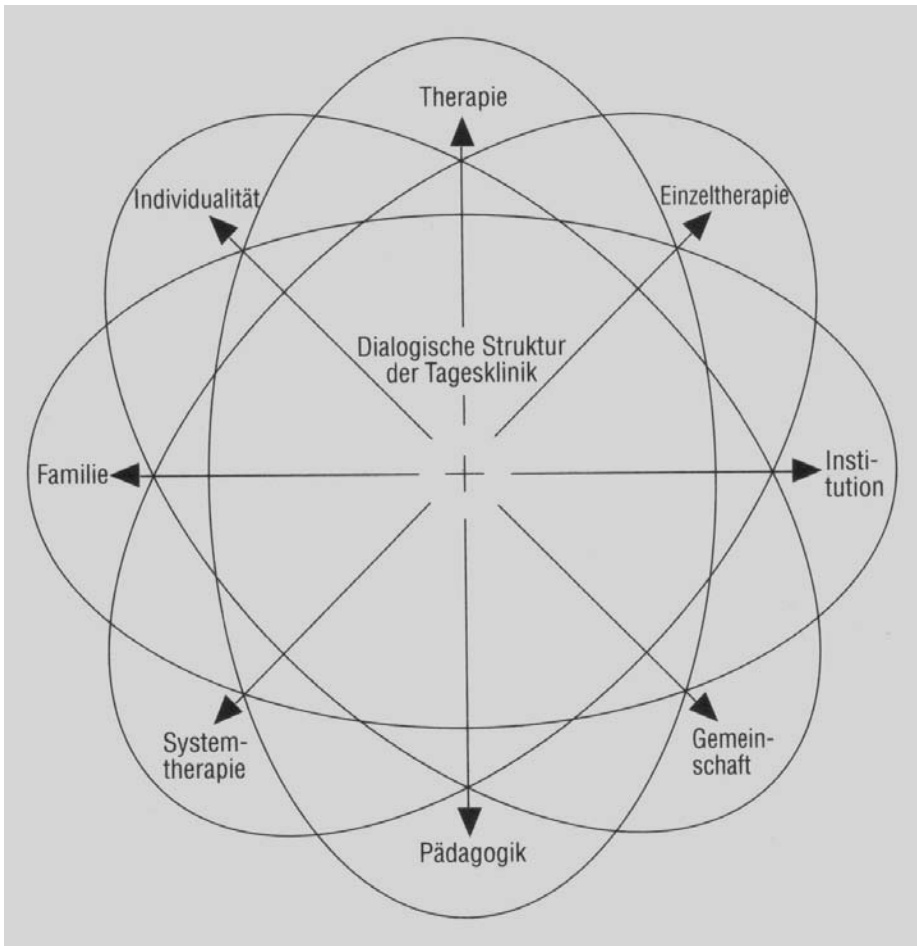 Therapie
Individualität
Einzeltherapie
Dialogische Struktur
der Tagesklinik
Familie
Insti-
tution
System-
therapie
Gemein-
schaft
Pädagogik